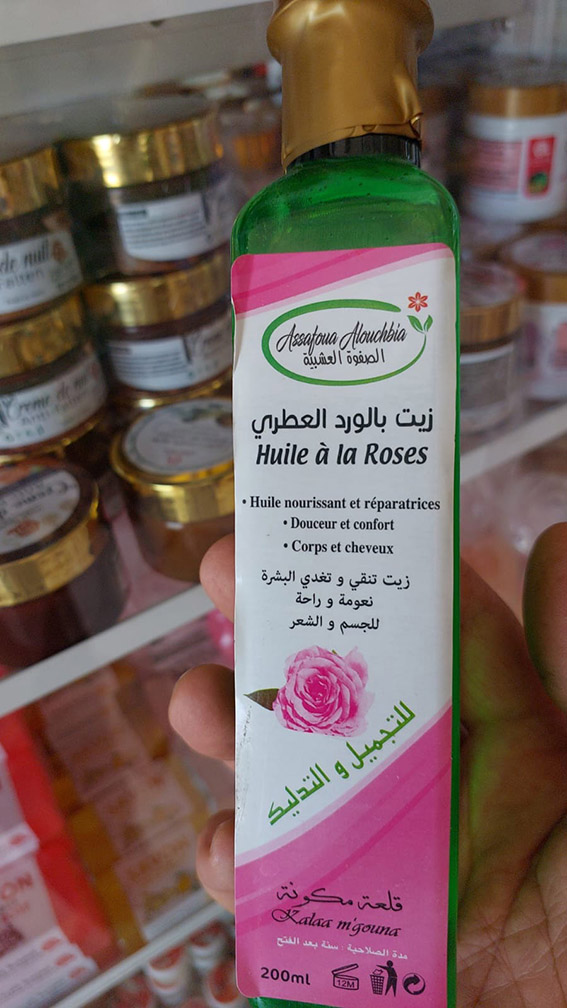 Assafoua Alouchbia
الصفوة العشبية
زيت بالورد العطري
Huile à la Roses
• Huile nourissant et réparatrices
• Douceur et confort
• Corps et cheveux
زيت تنقي و تغدي البشرة
نعومة و راحة
للجسم و الشعر
للتجميل و التدليك
قلعة مكونة
Kalaa m'gouna
مدة الصلاحية : سنة بعد الفتح
200ml
12M
de nuit